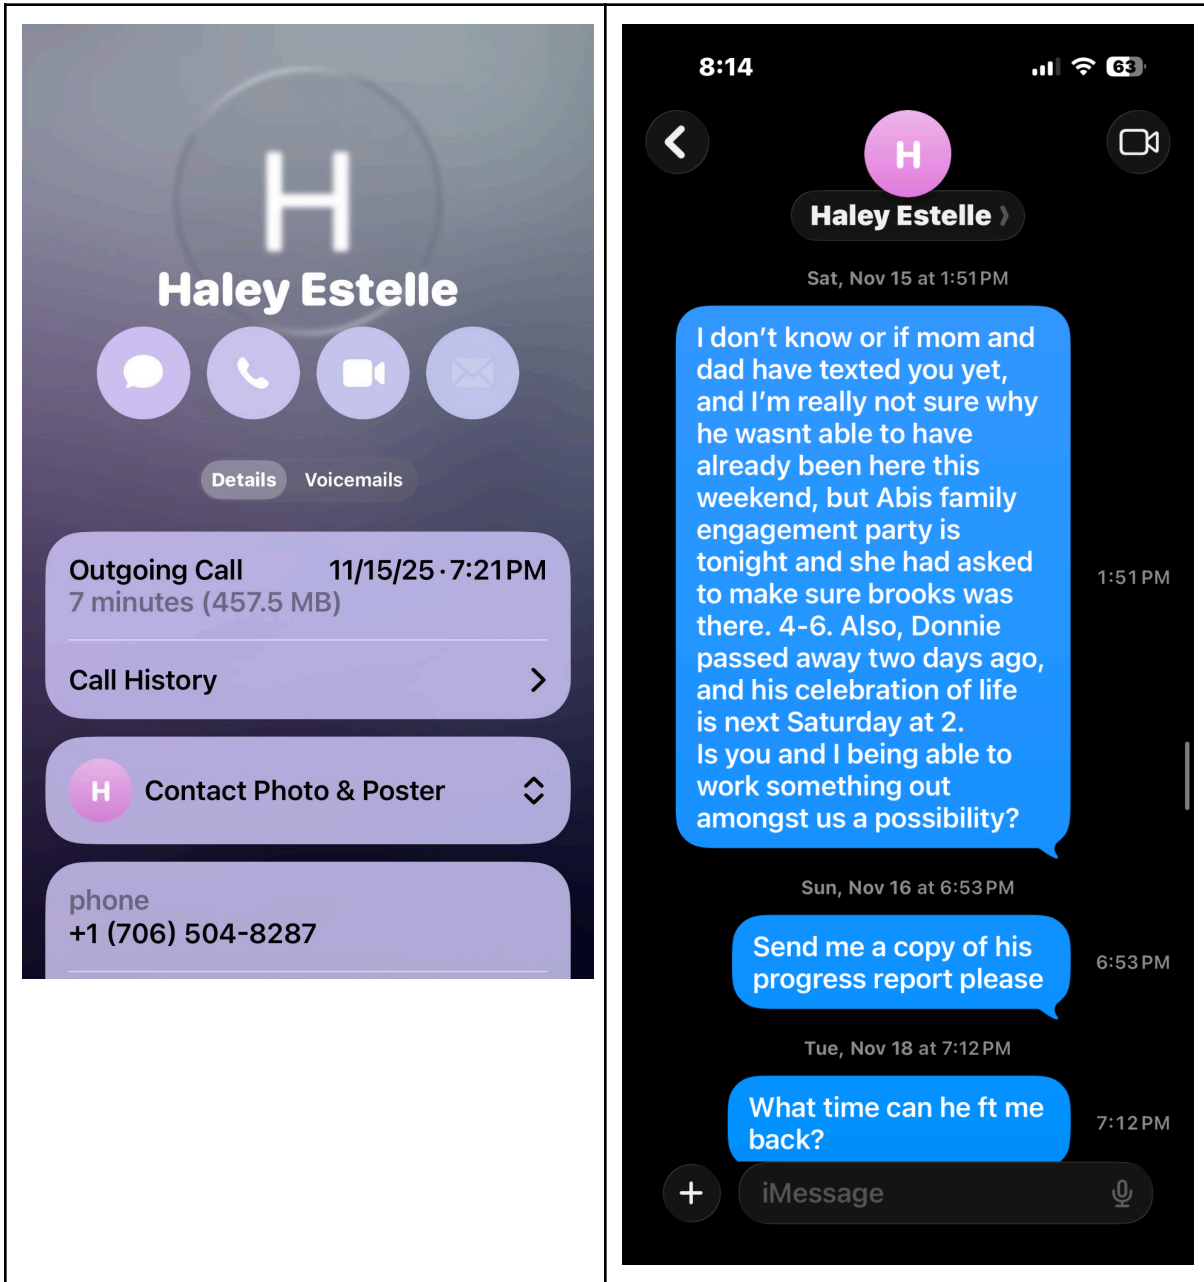 H
Haley Estelle
Details Voicemails
Outgoing Call 11/15/25 · 7:21 PM
7 minutes (457.5 MB)
Call History
H Contact Photo & Poster
phone
+1 (706) 504-8287
8:14 63
H
Haley Estelle
Sat, Nov 15 at 1:51 PM
I don’t know or if mom and
dad have texted you yet,
and I’m really not sure why
he wasnt able to have
already been here this
weekend, but Abis family
engagement party is
tonight and she had asked
to make sure brooks was
there. 4-6. Also, Donnie
passed away two days ago,
and his celebration of life
is next Saturday at 2.
Is you and I being able to
work something out
amongst us a possibility?
1:51 PM
Sun, Nov 16 at 6:53 PM
Send me a copy of his
progress report please
6:53 PM
Tue, Nov 18 at 7:12 PM
What time can he ft me
back?
7:12 PM
iMessage